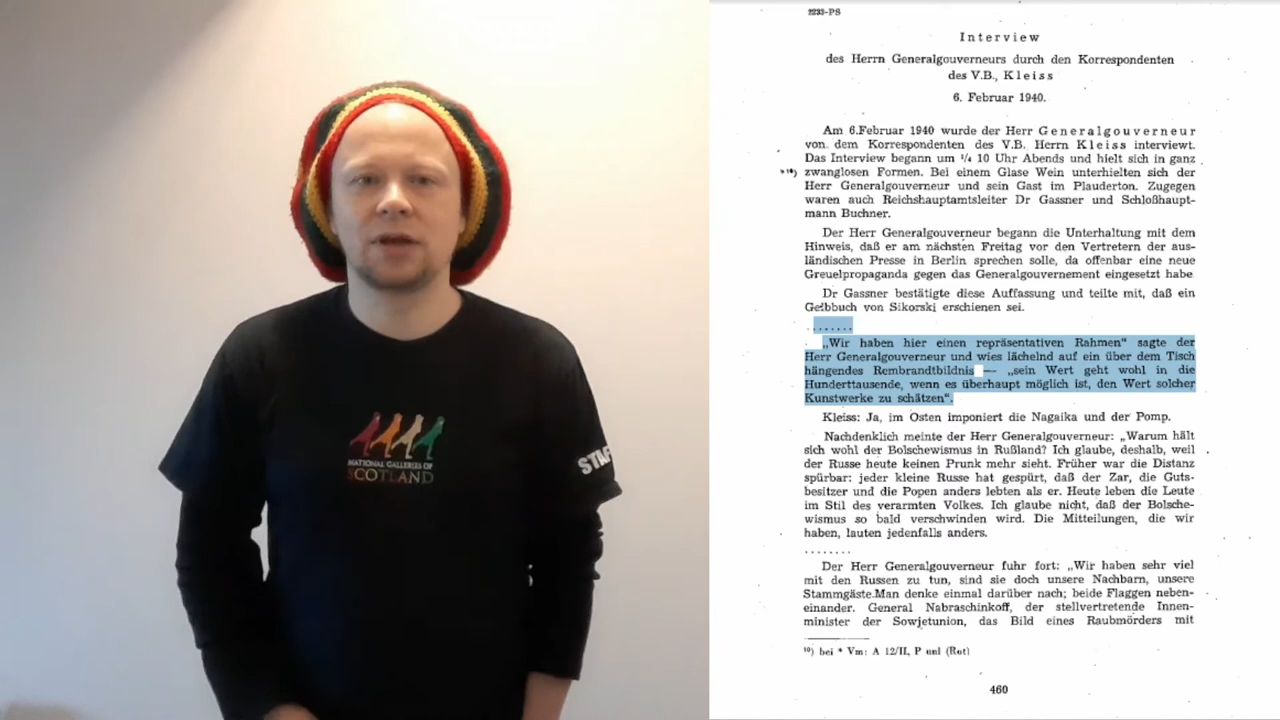 NATIONAL GALLERIES OF
SCOTLAND
STAF
2233-PS
Interview
des Herrn Generalgouverneurs durch den Korrespondenten
des V.B., Kleiss
6. Februar 1940.
Am 6.Februar 1940 wurde der Herr Generalgouverneur
von dem Korrespondenten des V.B. Herrn Kleiss interviewt.
Das Interview begann um ¼ 10 Uhr Abends und hielt sich in ganz
zwanglosen Formen. Bei einem Glase Wein unterhielten sich der
Herr Generalgouverneur und sein Gast im Plauderton. Zugegen
waren auch Reichshauptamtsleiter Dr Gassner und Schloßhaupt-
mann Buchner.
Der Herr Generalgouverneur begann die Unterhaltung mit dem
Hinweis, daß er am nächsten Freitag vor den Vertretern der aus-
ländischen Presse in Berlin sprechen solle, da offenbar eine neue
Greuelpropaganda gegen das Generalgouvernement eingesetzt habe
Dr Gassner bestätigte diese Auffassung und teilte mit, daß ein
Gelbbuch von Sikorski erschienen sei.
.......
„Wir haben hier einen repräsentativen Rahmen“ sagte der
Herr Generalgouverneur und wies lächelnd auf ein über dem Tisch
hängendes Rembrandtbildnis — „sein Wert geht wohl in die
Hunderttausende, wenn es überhaupt möglich ist, den Wert solcher
Kunstwerke zu schätzen“.
Kleiss: Ja, im Osten imponiert die Nagaika und der Pomp.
Nachdenklich meinte der Herr Generalgouverneur: „Warum hält
sich wohl der Bolschewismus in Rußland? Ich glaube, deshalb, weil
der Russe heute keinen Prunk mehr sieht. Früher war die Distanz
spürbar: jeder kleine Russe hat gespürt, daß der Zar, die Guts-
besitzer und die Popen anders lebten als er. Heute leben die Leute
im Stil des verarmten Volkes. Ich glaube nicht, daß der Bolsche-
wismus so bald verschwinden wird. Die Mitteilungen, die wir
haben, lauten jedenfalls anders.
........
Der Herr Generalgouverneur fuhr fort: „Wir haben sehr viel
mit den Russen zu tun, sind sie doch unsere Nachbarn, unsere
Stammgäste.Man denke einmal darüber nach; beide Flaggen neben-
einander. General Nabraschinkoff, der stellvertretende Innen-
minister der Sowjetunion, das Bild eines Raubmörders mit
¹⁰) bei * Vm: A 12/II, P (Rot)
460